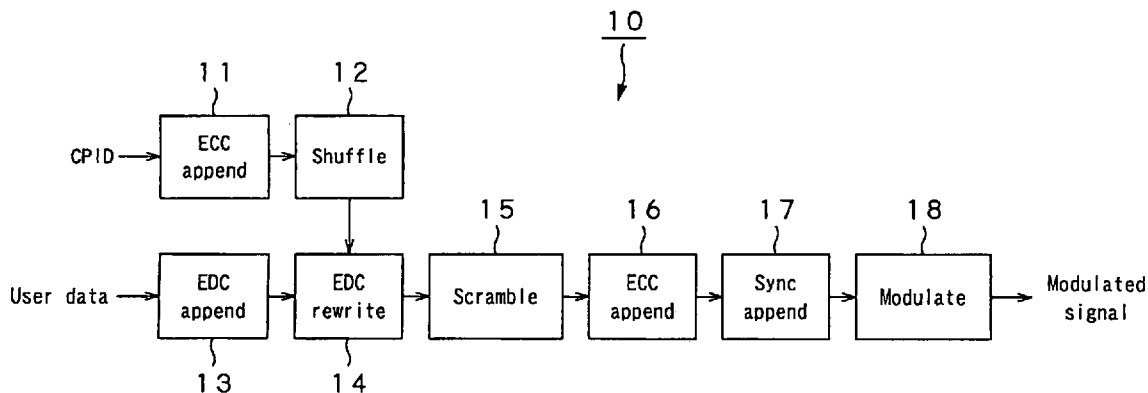 10
11 12
CPID ECC append Shuffle
15 16 17 18
User data EDC append EDC rewrite Scramble ECC append Sync append Modulate Modulated signal
13 14